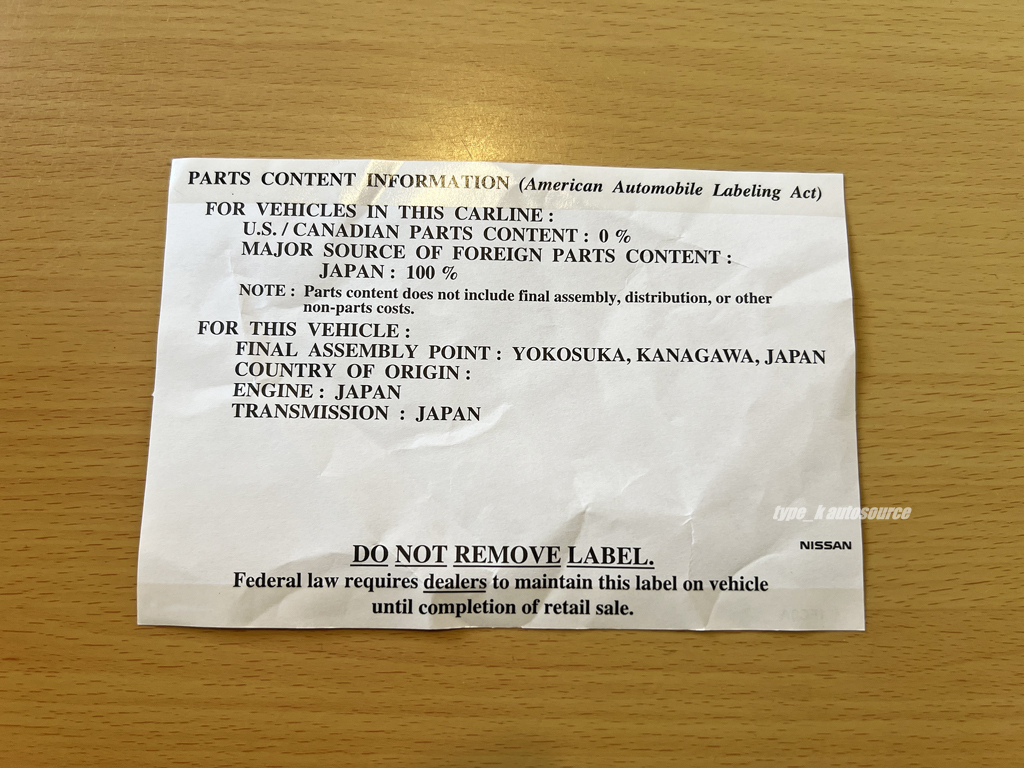 PARTS CONTENT INFORMATION (American Automobile Labeling Act)
FOR VEHICLES IN THIS CARLINE :
U.S. / CANADIAN PARTS CONTENT : 0 %
MAJOR SOURCE OF FOREIGN PARTS CONTENT :
JAPAN : 100 %
NOTE : Parts content does not include final assembly, distribution, or other
non-parts costs.
FOR THIS VEHICLE :
FINAL ASSEMBLY POINT : YOKOSUKA, KANAGAWA, JAPAN
COUNTRY OF ORIGIN :
ENGINE : JAPAN
TRANSMISSION : JAPAN
type_k autosource
NISSAN
DO NOT REMOVE LABEL.
Federal law requires dealers to maintain this label on vehicle
until completion of retail sale.